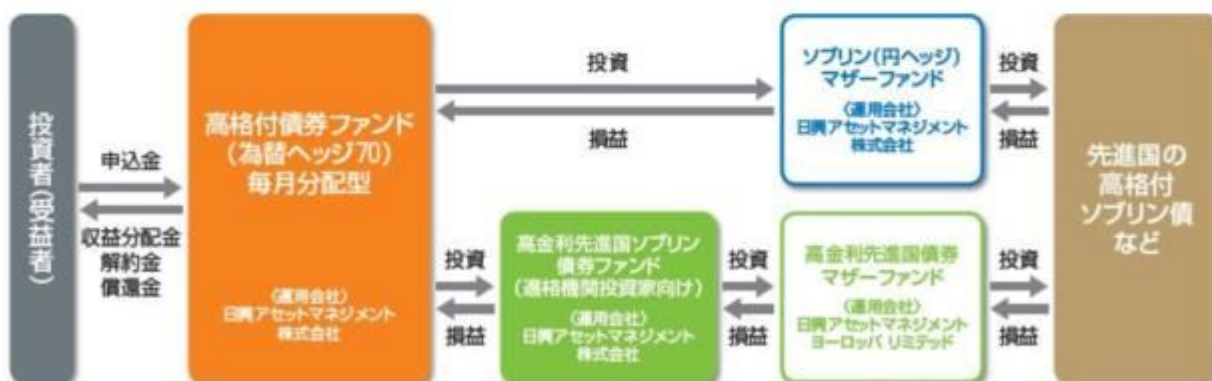 投資者(受益者)
申込金
収益分配金
解約金
償還金
高格付債券ファンド
(為替ヘッジ70)
毎月分配型
〈運用会社〉
日興アセットマネジメント
株式会社
投資
損益
ソブリン(円ヘッジ)
マザーファンド
〈運用会社〉
日興アセットマネジメント
株式会社
投資
損益
投資
損益
高金利先進国ソブリン
債券ファンド
(適格機関投資家向け)
〈運用会社〉
日興アセットマネジメント
株式会社
投資
損益
高金利先進国債券
マザーファンド
〈運用会社〉
日興アセットマネジメント
ヨーロッパ リミテッド
投資
損益
先進国の
高格付
ソブリン債
など